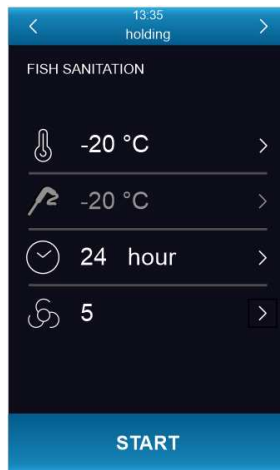 13:35
holding
FISH SANITATION
-20 °C
-20 °C
24 hour
5
START